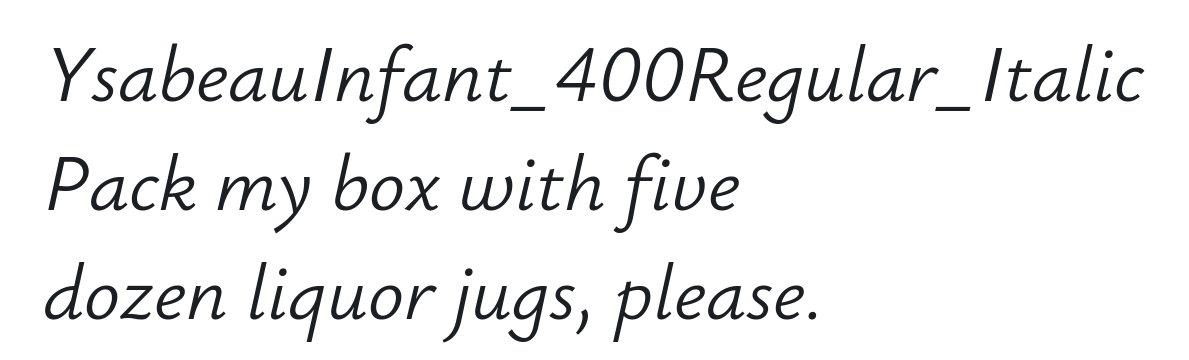 YsabeauInfant_400Regular_Italic
Pack my box with five
dozen liquor jugs, please.